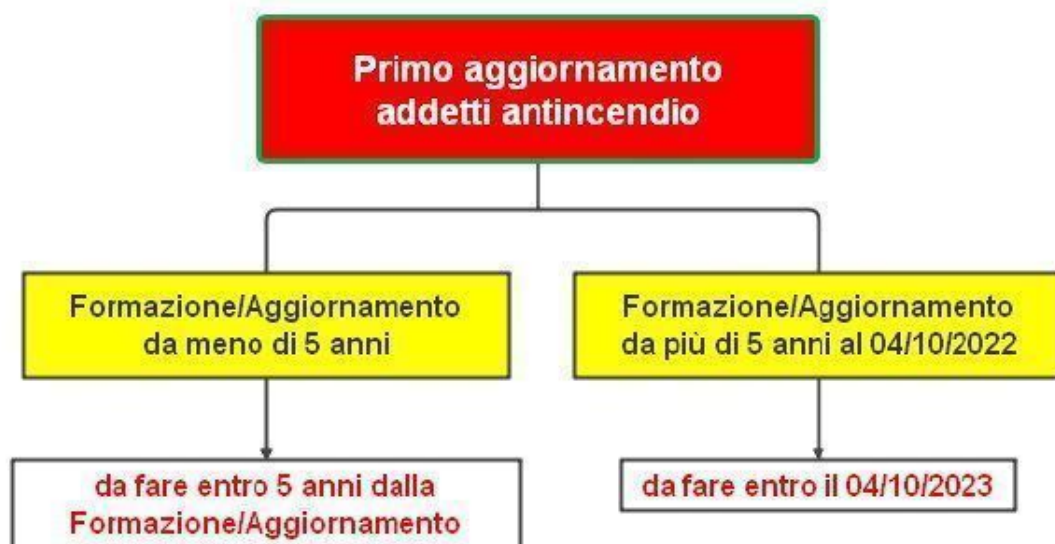 Primo aggiornamento
addetti antincendio
Formazione/Aggiornamento
da meno di 5 anni
Formazione/Aggiornamento
da più di 5 anni al 04/10/2022
da fare entro 5 anni dalla
Formazione/Aggiornamento
da fare entro il 04/10/2023